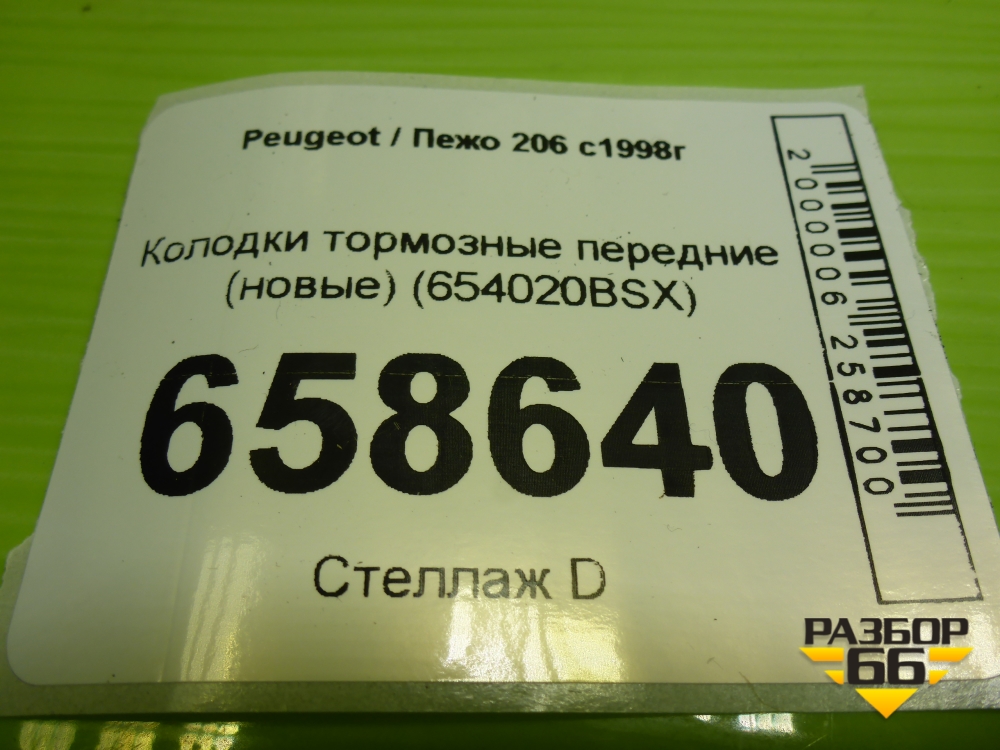 Peugeot / Пежо 206 с1998г
Колодки тормозные передние
(новые) (654020BSX)
658640
Стеллаж D
2000006258700
РАЗБОР
66